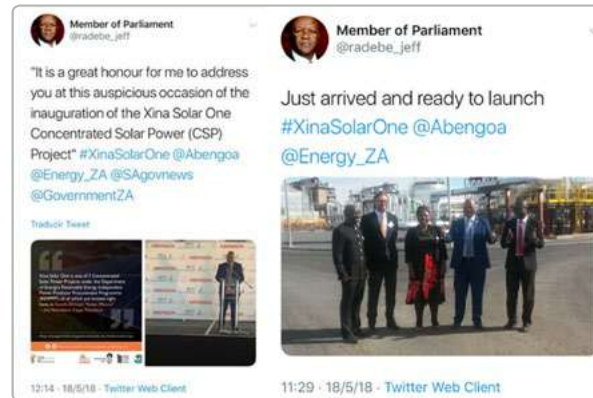 Member of Parliament
@radebe_jeff
"It is a great honour for me to address
you at this auspicious occasion of the
inauguration of the Xina Solar One
Concentrated Solar Power (CSP)
Project" #XinaSolarOne @Abengoa
@Energy_ZA @SAgovnews
@GovernmentZA
Traducir Tweet
12:14 · 18/5/18 · Twitter Web Client
Member of Parliament
@radebe_jeff
Just arrived and ready to launch
#XinaSolarOne @Abengoa
@Energy_ZA
11:29 · 18/5/18 · Twitter Web Client